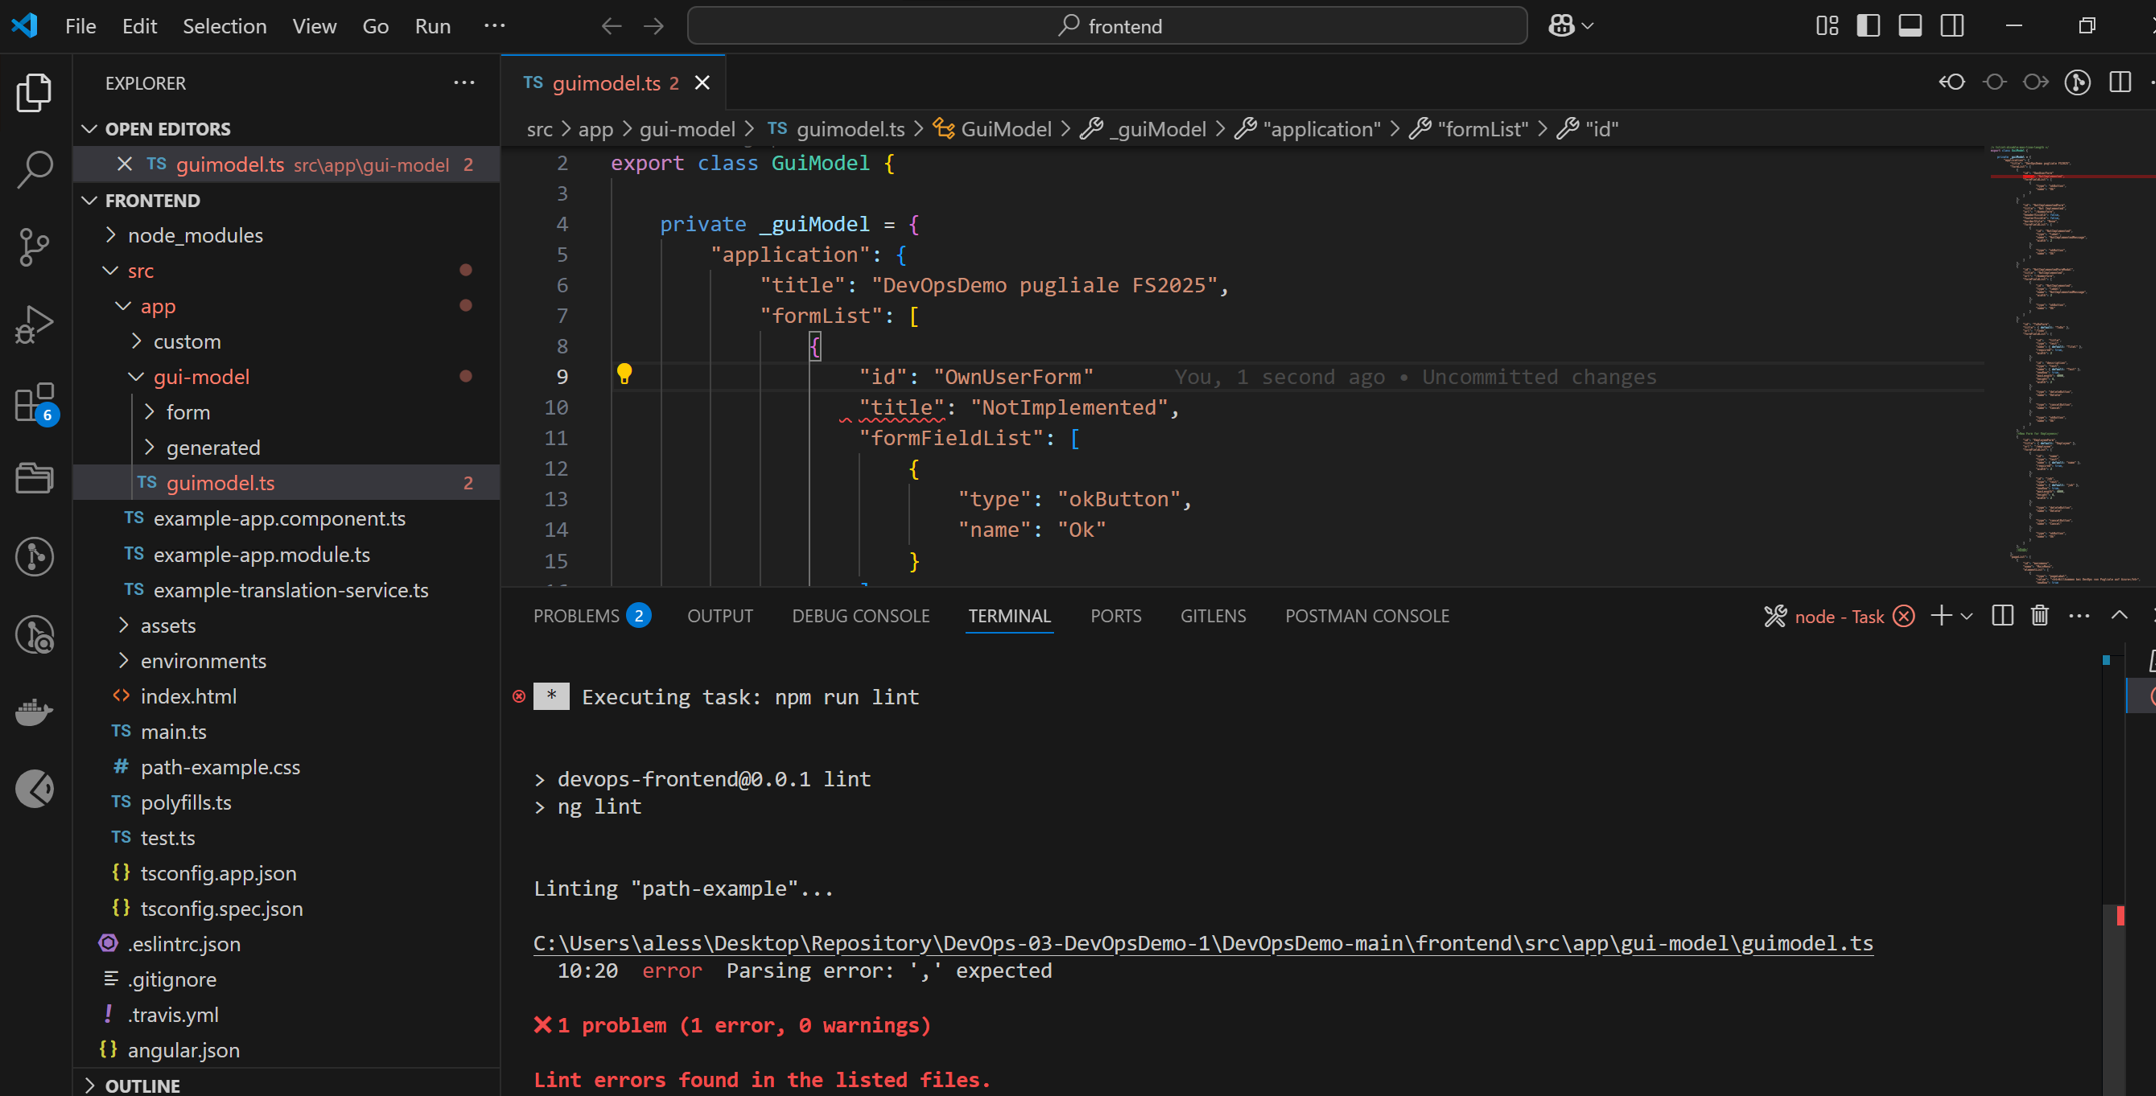 File Edit Selection View Go Run ···
frontend
EXPLORER ···
OPEN EDITORS
TS guimodel.ts src\app\gui-model 2
FRONTEND
node_modules
src
app
custom
gui-model
form
generated
TS guimodel.ts 2
TS example-app.component.ts
TS example-app.module.ts
TS example-translation-service.ts
assets
environments
<> index.html
TS main.ts
# path-example.css
TS polyfills.ts
TS test.ts
{} tsconfig.app.json
{} tsconfig.spec.json
.eslintrc.json
.gitignore
! .travis.yml
{} angular.json
OUTLINE
6
TS guimodel.ts 2
src > app > gui-model > TS guimodel.ts > GuiModel > _guiModel > "application" > "formList" > "id"
2 export class GuiModel {
3
4 private _guiModel = {
5 "application": {
6 "title": "DevOpsDemo pugliale FS2025",
7 "formList": [
8 {
9 "id": "OwnUserForm" You, 1 second ago • Uncommitted changes
10 "title": "NotImplemented",
11 "formFieldList": [
12 {
13 "type": "okButton",
14 "name": "Ok"
15 }
PROBLEMS 2 OUTPUT DEBUG CONSOLE TERMINAL PORTS GITLENS POSTMAN CONSOLE
node - Task
* Executing task: npm run lint
> devops-frontend@0.0.1 lint
> ng lint
Linting "path-example"...
C:\Users\aless\Desktop\Repository\DevOps-03-DevOpsDemo-1\DevOpsDemo-main\frontend\src\app\gui-model\guimodel.ts
10:20 error Parsing error: ',' expected
✖ 1 problem (1 error, 0 warnings)
Lint errors found in the listed files.